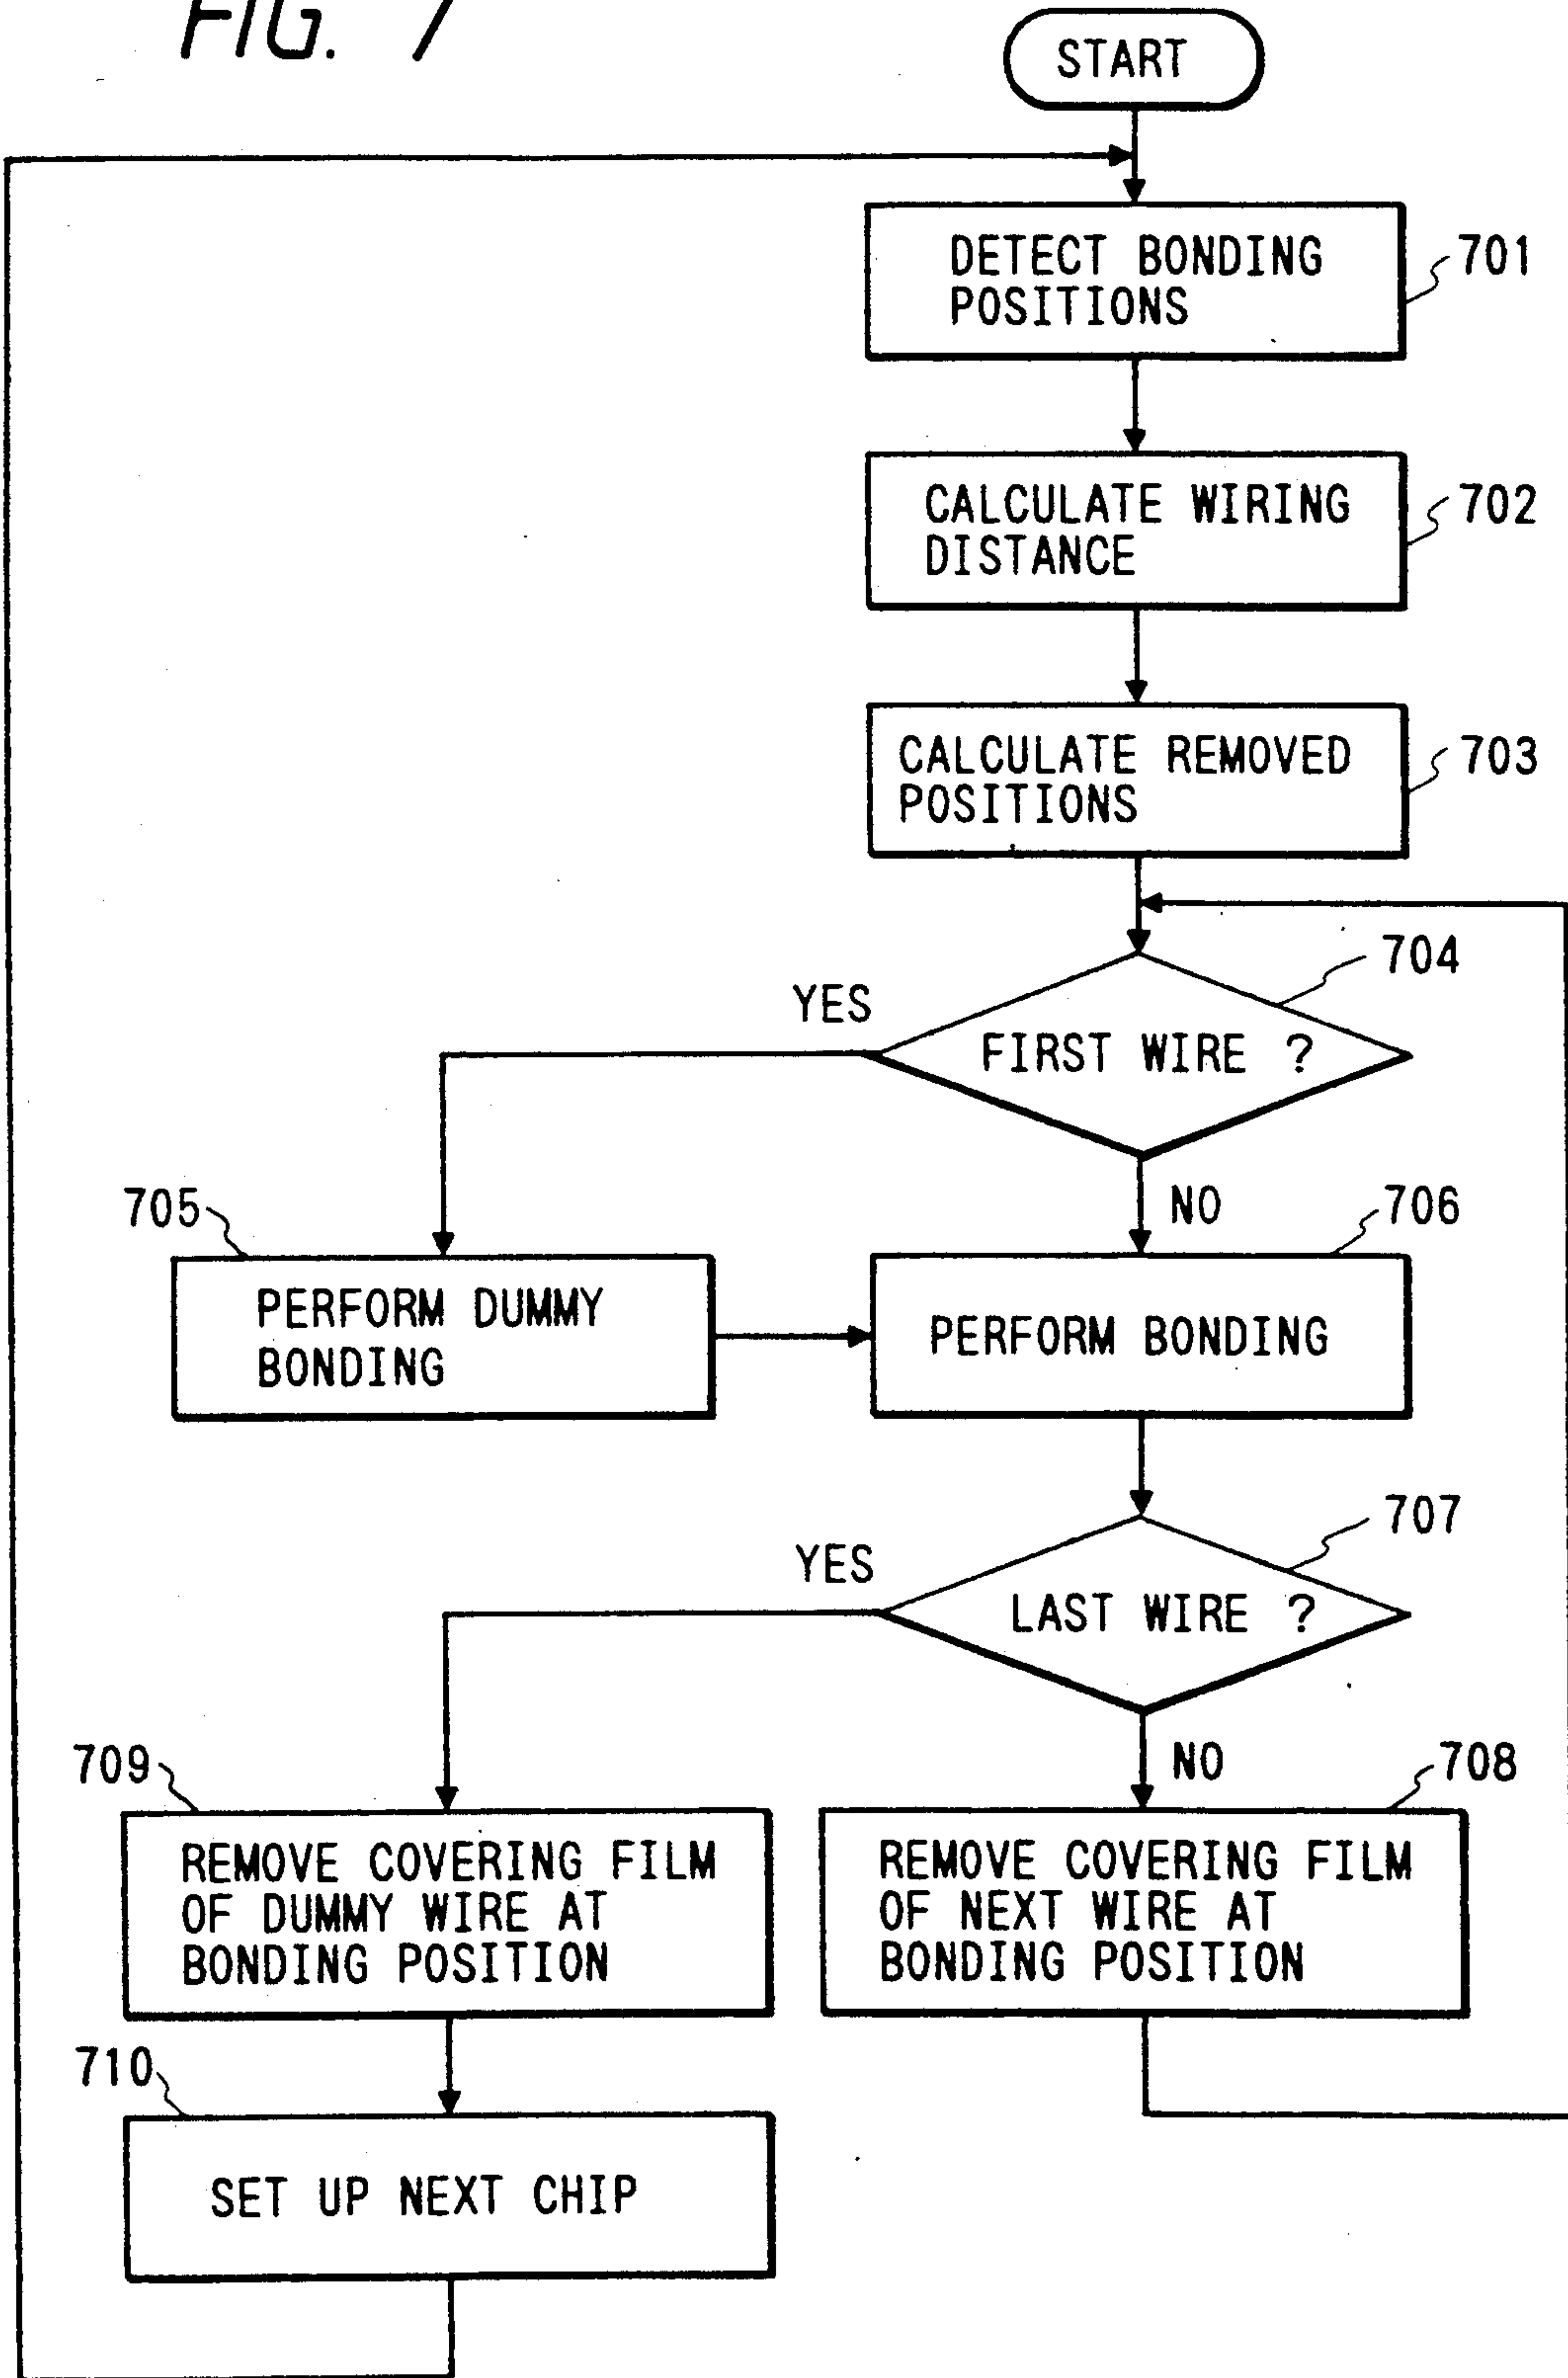 FIG. 7
START
DETECT BONDING
POSITIONS
701
CALCULATE WIRING
DISTANCE
702
CALCULATE REMOVED
POSITIONS
703
704
YES
FIRST WIRE ?
NO
705
706
PERFORM DUMMY
BONDING
PERFORM BONDING
707
YES
LAST WIRE ?
NO
709
708
REMOVE COVERING FILM
OF DUMMY WIRE AT
BONDING POSITION
REMOVE COVERING FILM
OF NEXT WIRE AT
BONDING POSITION
710
SET UP NEXT CHIP